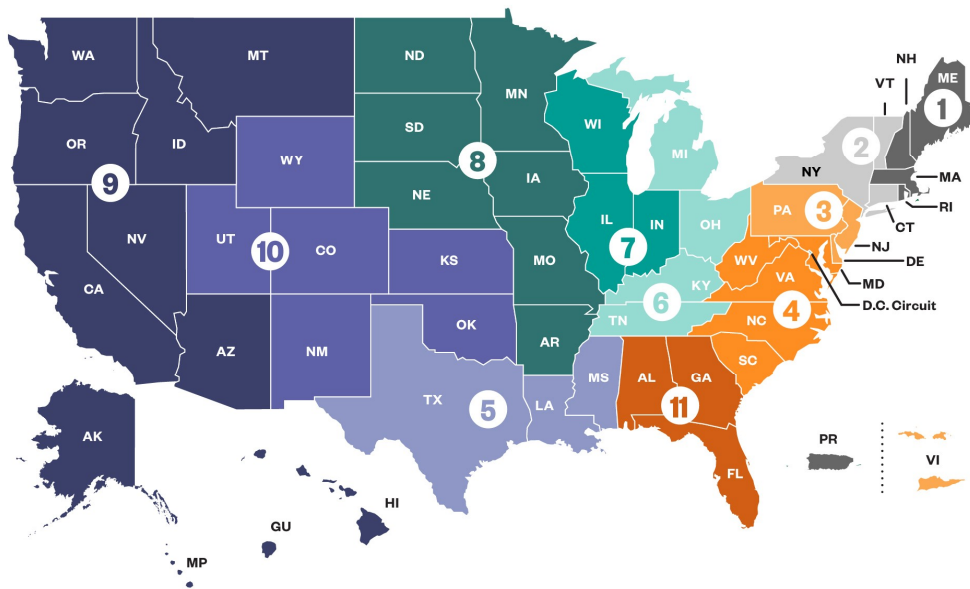 NH
WA
MT
ND
VT
ME
1
MN
OR
ID
SD
WI
2
8
MI
NY
MA
WY
9
NE
IA
RI
PA
3
CT
NV
UT
10
CO
IL
IN
OH
NJ
7
DE
WV
MO
KS
VA
MD
CA
KY
6
4
D.C. Circuit
TN
NC
OK
AZ
NM
AR
SC
MS
AL
GA
TX
5
LA
11
AK
PR
VI
FL
HI
GU
MP